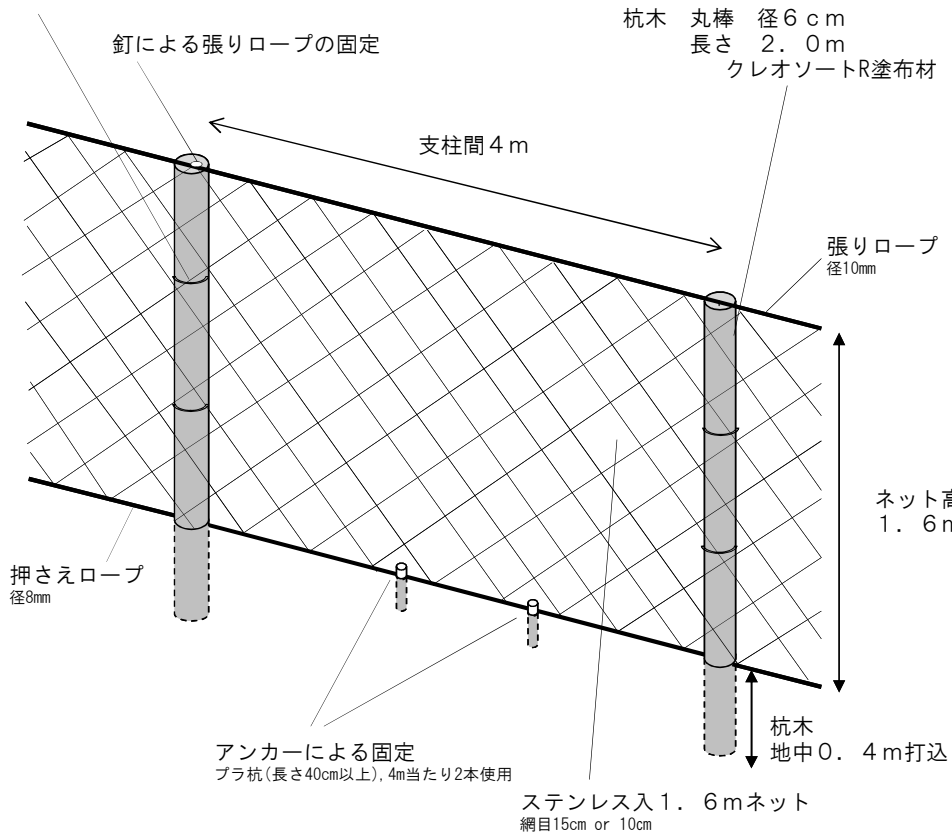 杭木　丸棒　径６ｃｍ
長さ　２．０ｍ
クレオソートR塗布材
釘による張りロープの固定
支柱間４ｍ
張りロープ
径10mm
ネット高
１．６ｍ
押さえロープ
径8mm
杭木
地中０．４ｍ打込
アンカーによる固定
プラ杭(長さ40cm以上),4m当たり2本使用
ステンレス入１．６ｍネット
網目15cm or 10cm